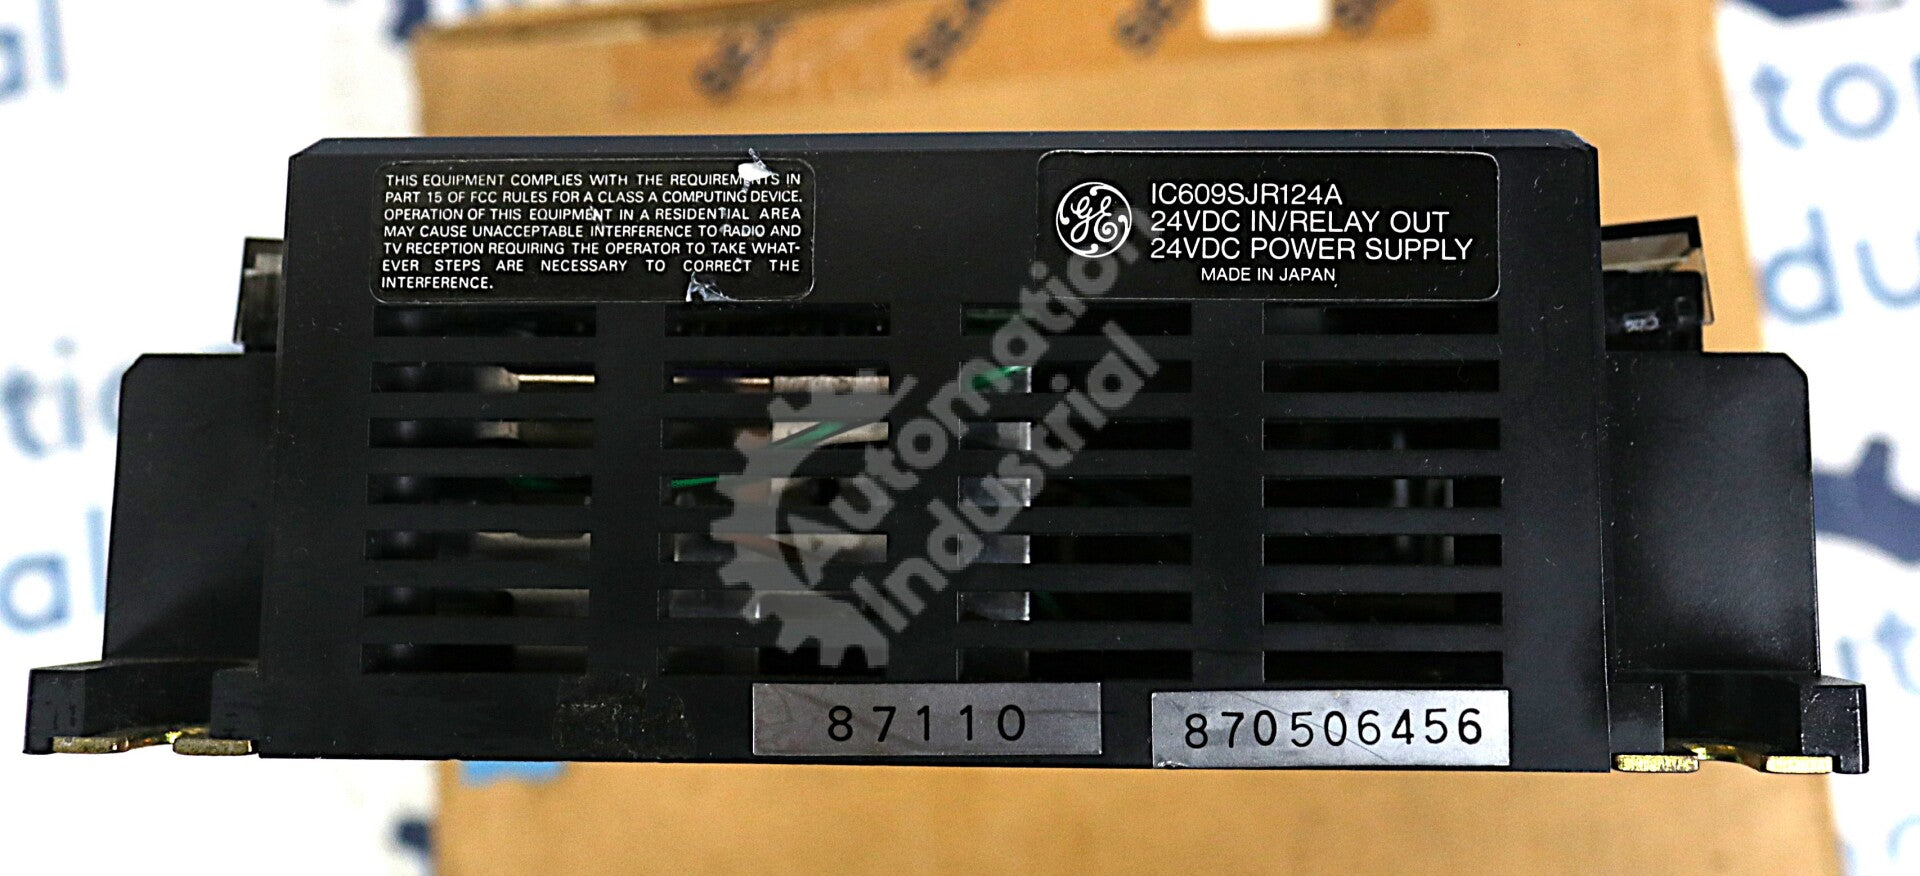 THIS EQUIPMENT COMPLIES WITH THE REQUIREMENTS IN
PART 15 OF FCC RULES FOR A CLASS A COMPUTING DEVICE.
OPERATION OF THIS EQUIPMENT IN A RESIDENTIAL AREA
MAY CAUSE UNACCEPTABLE INTERFERENCE TO RADIO AND
TV RECEPTION REQUIRING THE OPERATOR TO TAKE WHAT-
EVER STEPS ARE NECESSARY TO CORRECT THE
INTERFERENCE.
GE
IC609SJR124A
24VDC IN/RELAY OUT
24VDC POWER SUPPLY
MADE IN JAPAN
Automation
Industrial
87110
870506456